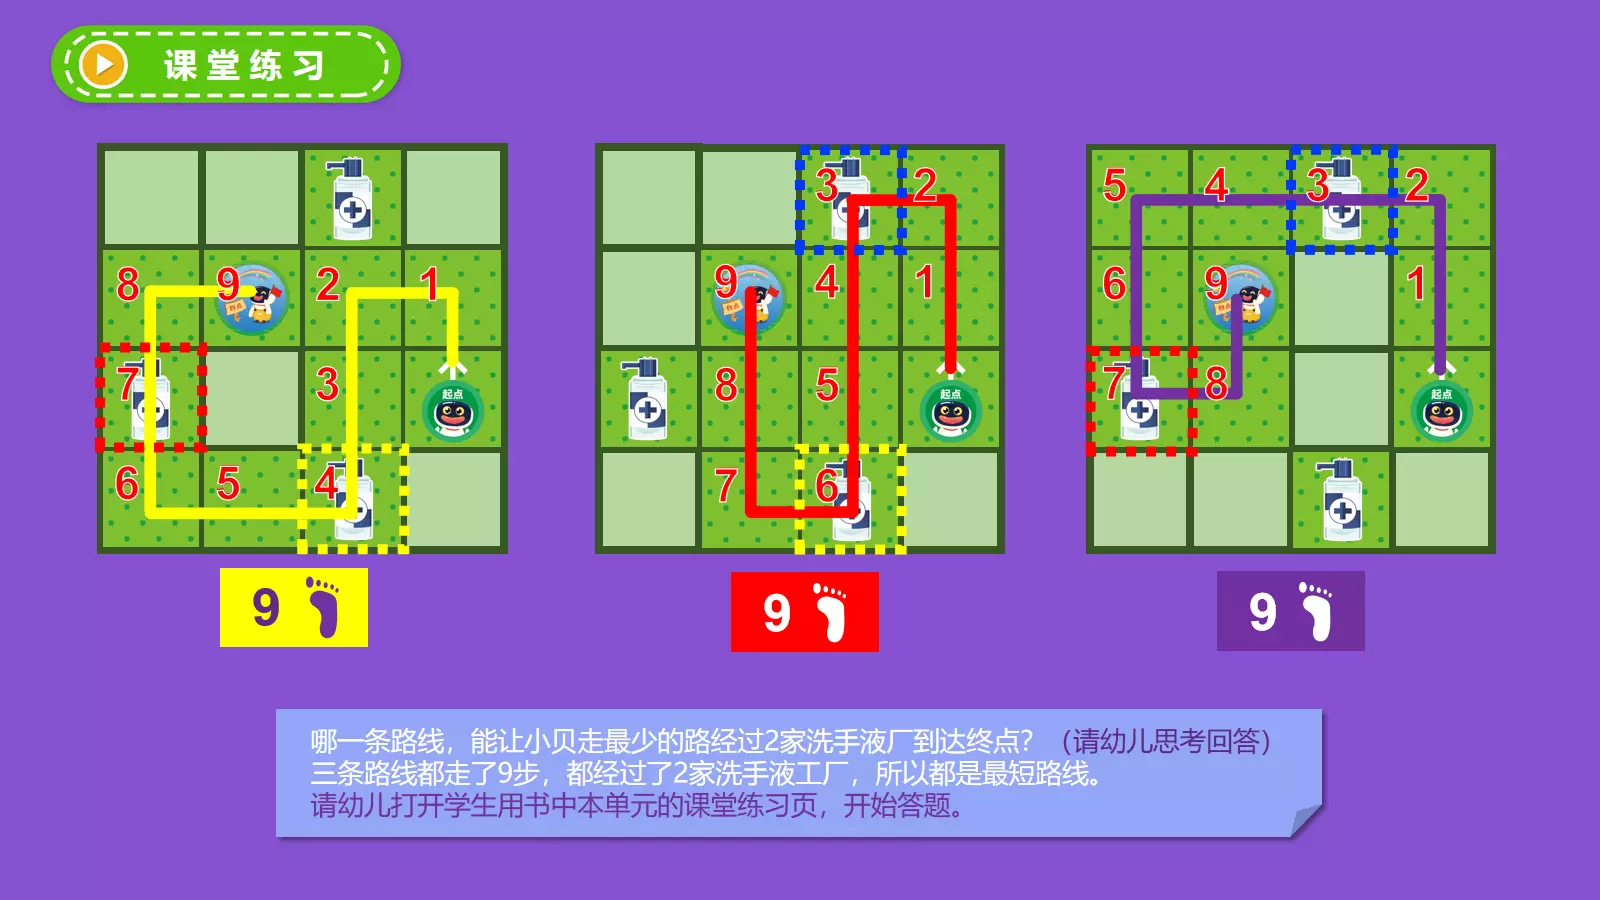 课堂练习
3 2
5 4 3 2
8 9 2 1
9 4 1
6 9 1
终点
终点
终点
7 3
8 5
7 8
起点
起点
起点
6 5 4
7 6
9
9
9
哪一条路线，能让小贝走最少的路经过2家洗手液厂到达终点？（请幼儿思考回答）
三条路线都走了9步，都经过了2家洗手液工厂，所以都是最短路线。
请幼儿打开学生用书中本单元的课堂练习页，开始答题。